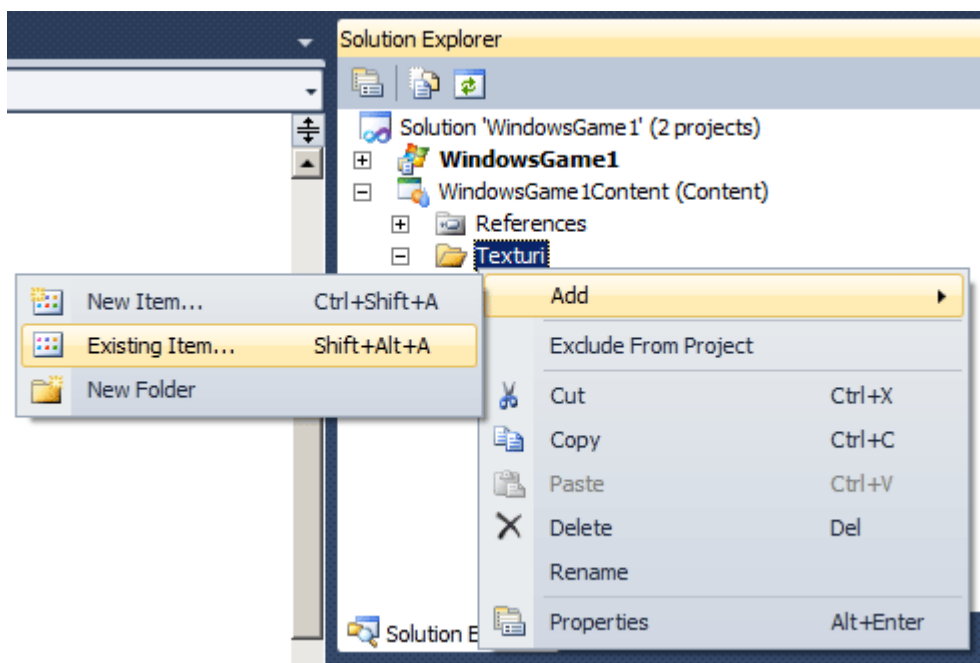 Solution Explorer
Solution 'WindowsGame1' (2 projects)
WindowsGame1
WindowsGame1Content (Content)
References
Texturi
New Item... Ctrl+Shift+A
Existing Item... Shift+Alt+A
New Folder
Add
Exclude From Project
Cut Ctrl+X
Copy Ctrl+C
Paste Ctrl+V
Delete Del
Rename
Properties Alt+Enter
Solution E